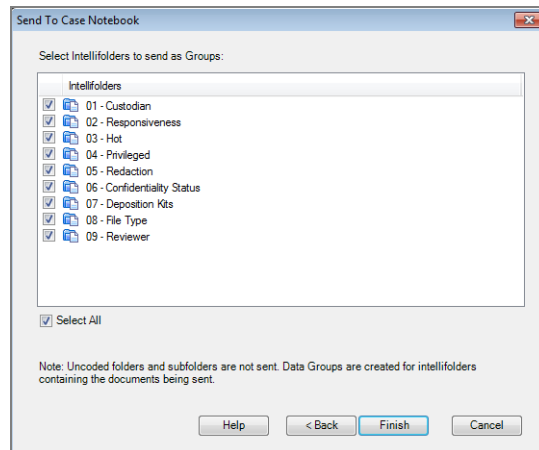 Send To Case Notebook
Select Intellifolders to send as Groups:
Intellifolders
01 - Custodian
02 - Responsiveness
03 - Hot
04 - Privileged
05 - Redaction
06 - Confidentiality Status
07 - Deposition Kits
08 - File Type
09 - Reviewer
Select All
Note: Uncoded folders and subfolders are not sent. Data Groups are created for intellifolders
containing the documents being sent.
Help < Back Finish Cancel